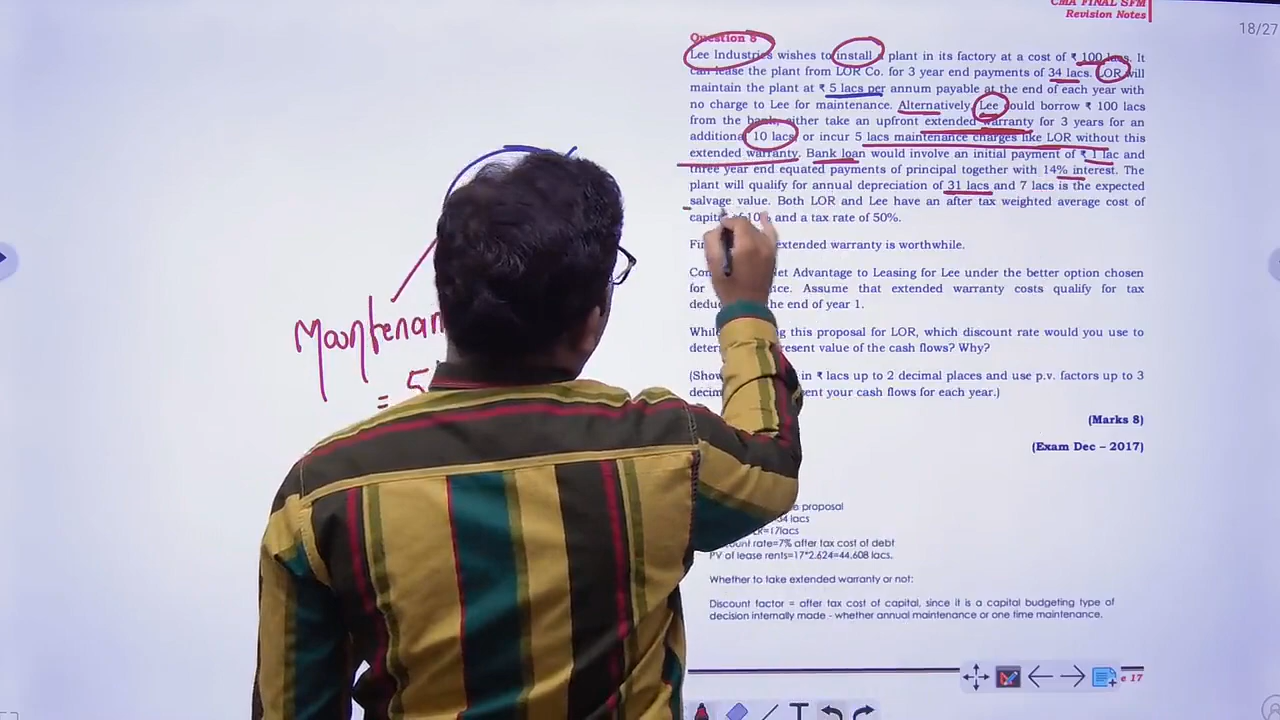 CMA FINAL SFM
Revision Notes
18/27
Question 8
Lee Industries wishes to install a plant in its factory at a cost of ₹ 100 lacs. It
can lease the plant from LOR Co. for 3 year end payments of 34 lacs. LOR will
maintain the plant at ₹ 5 lacs per annum payable at the end of each year with
no charge to Lee for maintenance. Alternatively, Lee could borrow ₹ 100 lacs
from the bank, either take an upfront extended warranty for 3 years for an
additional 10 lacs, or incur 5 lacs maintenance charges like LOR without this
extended warranty. Bank loan would involve an initial payment of ₹ 1 lac and
three year end equated payments of principal together with 14% interest. The
plant will qualify for annual depreciation of 31 lacs and 7 lacs is the expected
salvage value. Both LOR and Lee have an after tax weighted average cost of
10% and a tax rate of 50%.
extended warranty is worthwhile.
Net Advantage to Leasing for Lee under the better option chosen
for Assume that extended warranty costs qualify for tax
the end of year 1.
While this proposal for LOR, which discount rate would you use to
present value of the cash flows? Why?
(Show in ₹ lacs up to 2 decimal places and use p.v. factors up to 3
your cash flows for each year.)
(Marks 8)
(Exam Dec – 2017)
= 5
proposal
lacs
=17lacs
rate=7% after tax cost of debt
PV of lease rents=17*2.624=44.608 lacs.
Whether to take extended warranty or not:
Discount factor = after tax cost of capital, since it is a capital budgeting type of
decision internally made - whether annual maintenance or one time maintenance.
e 17
T